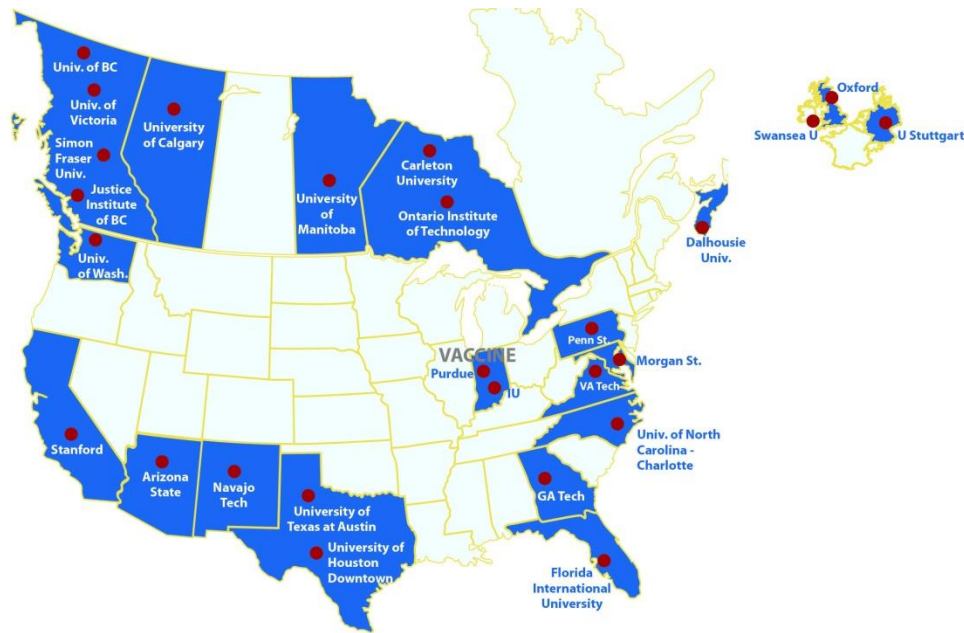 Univ. of BC
Univ. of
Victoria
Simon
Fraser
Univ.
Justice
Institute
of BC
University
of Calgary
University
of
Manitoba
Carleton
University
Ontario Institute
of Technology
Oxford
Swansea U
U Stuttgart
Dalhousie
Univ.
Univ.
of Wash.
Penn St.
Morgan St.
VACCINE
Purdue
IU
VA Tech
Univ. of North
Carolina -
Charlotte
Stanford
Arizona
State
Navajo
Tech
University of
Texas at Austin
University of
Houston
Downtown
GA Tech
Florida
International
University